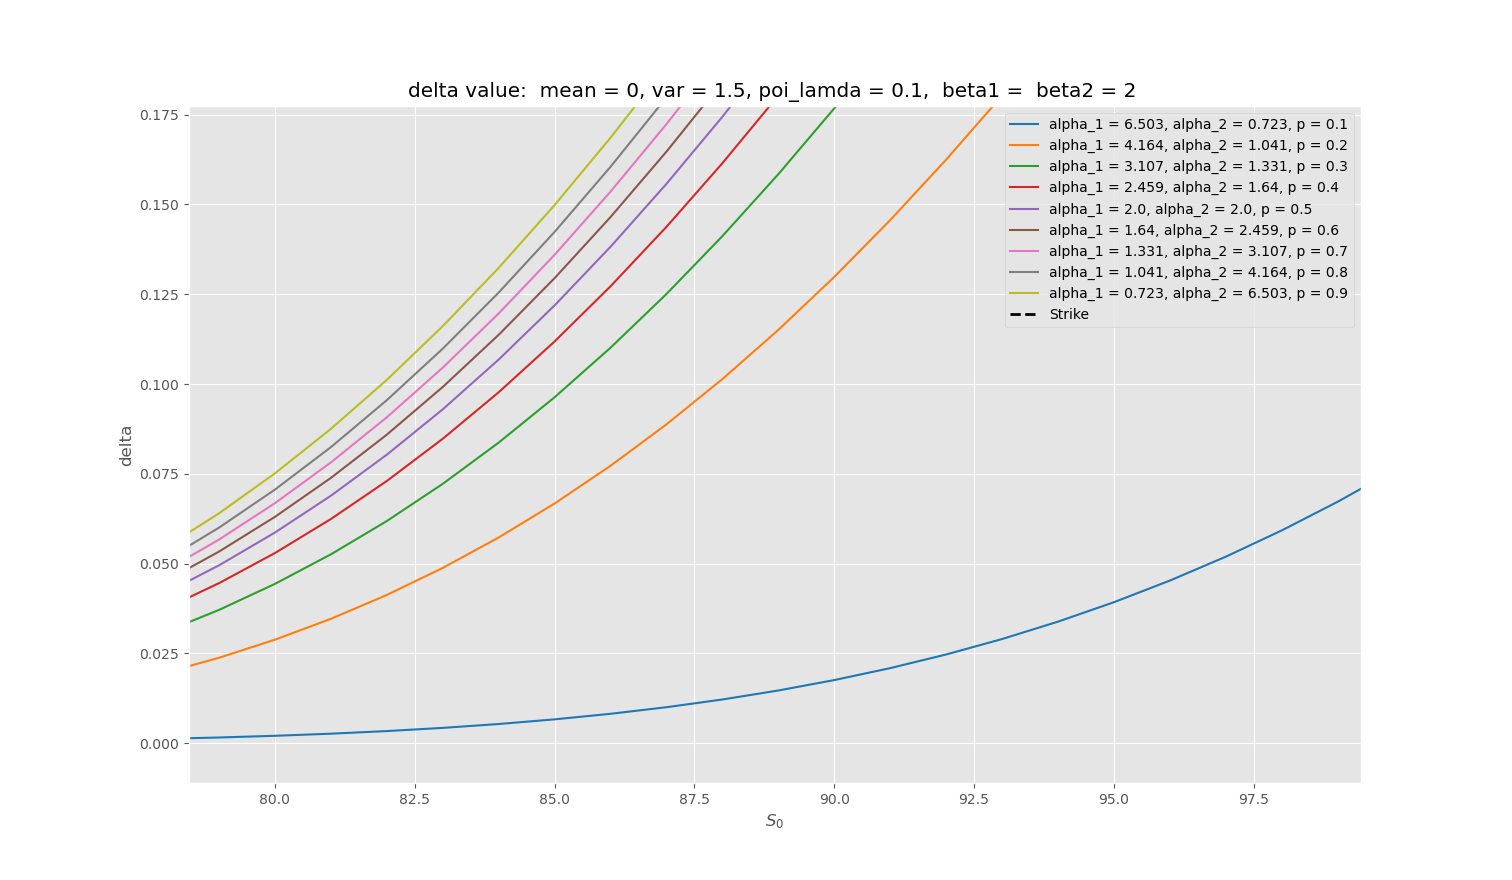 delta value:  mean = 0, var = 1.5, poi_lamda = 0.1,  beta1 =  beta2 = 2
0.175
0.150
0.125
0.100
0.075
0.050
0.025
0.000
delta
alpha_1 = 6.503, alpha_2 = 0.723, p = 0.1
alpha_1 = 4.164, alpha_2 = 1.041, p = 0.2
alpha_1 = 3.107, alpha_2 = 1.331, p = 0.3
alpha_1 = 2.459, alpha_2 = 1.64, p = 0.4
alpha_1 = 2.0, alpha_2 = 2.0, p = 0.5
alpha_1 = 1.64, alpha_2 = 2.459, p = 0.6
alpha_1 = 1.331, alpha_2 = 3.107, p = 0.7
alpha_1 = 1.041, alpha_2 = 4.164, p = 0.8
alpha_1 = 0.723, alpha_2 = 6.503, p = 0.9
Strike
80.0 82.5 85.0 87.5 90.0 92.5 95.0 97.5
S₀